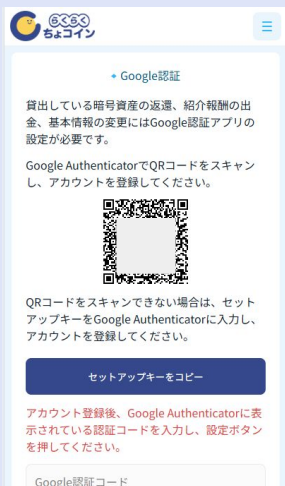 らくらく
ちょコイン
Google認証
貸出している暗号資産の返還、紹介報酬の出
金、基本情報の変更にはGoogle認証アプリの
設定が必要です。
Google AuthenticatorでQRコードをスキャン
し、アカウントを登録してください。
QRコードをスキャンできない場合は、セット
アップキーをGoogle Authenticatorに入力し、
アカウントを登録してください。
セットアップキーをコピー
アカウント登録後、Google Authenticatorに表
示されている認証コードを入力し、設定ボタン
を押してください。
Google認証コード